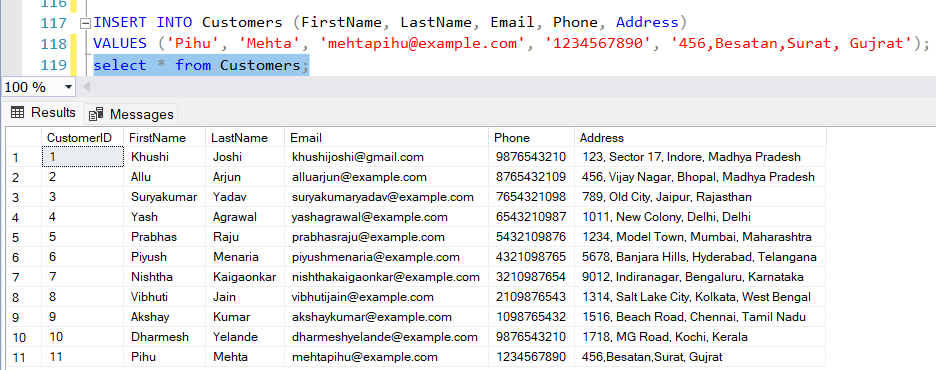 116
117 INSERT INTO Customers (FirstName, LastName, Email, Phone, Address)
118 VALUES ('Pihu', 'Mehta', 'mehtapihu@example.com', '1234567890', '456,Besatan,Surat, Gujrat');
119 select * from Customers;
100 %
Results Messages
CustomerID FirstName LastName Email Phone Address
1 1 Khushi Joshi khushijoshi@gmail.com 9876543210 123, Sector 17, Indore, Madhya Pradesh
2 2 Allu Arjun alluarjun@example.com 8765432109 456, Vijay Nagar, Bhopal, Madhya Pradesh
3 3 Suryakumar Yadav suryakumaryadav@example.com 7654321098 789, Old City, Jaipur, Rajasthan
4 4 Yash Agrawal yashagrawal@example.com 6543210987 1011, New Colony, Delhi, Delhi
5 5 Prabhas Raju prabhasraju@example.com 5432109876 1234, Model Town, Mumbai, Maharashtra
6 6 Piyush Menaria piyushmenaria@example.com 4321098765 5678, Banjara Hills, Hyderabad, Telangana
7 7 Nishtha Kaigaonkar nishthakaigaonkar@example.com 3210987654 9012, Indiranagar, Bengaluru, Karnataka
8 8 Vibhuti Jain vibhutijain@example.com 2109876543 1314, Salt Lake City, Kolkata, West Bengal
9 9 Akshay Kumar akshaykumar@example.com 1098765432 1516, Beach Road, Chennai, Tamil Nadu
10 10 Dharmesh Yelande dharmeshyelande@example.com 9876543210 1718, MG Road, Kochi, Kerala
11 11 Pihu Mehta mehtapihu@example.com 1234567890 456,Besatan,Surat, Gujrat